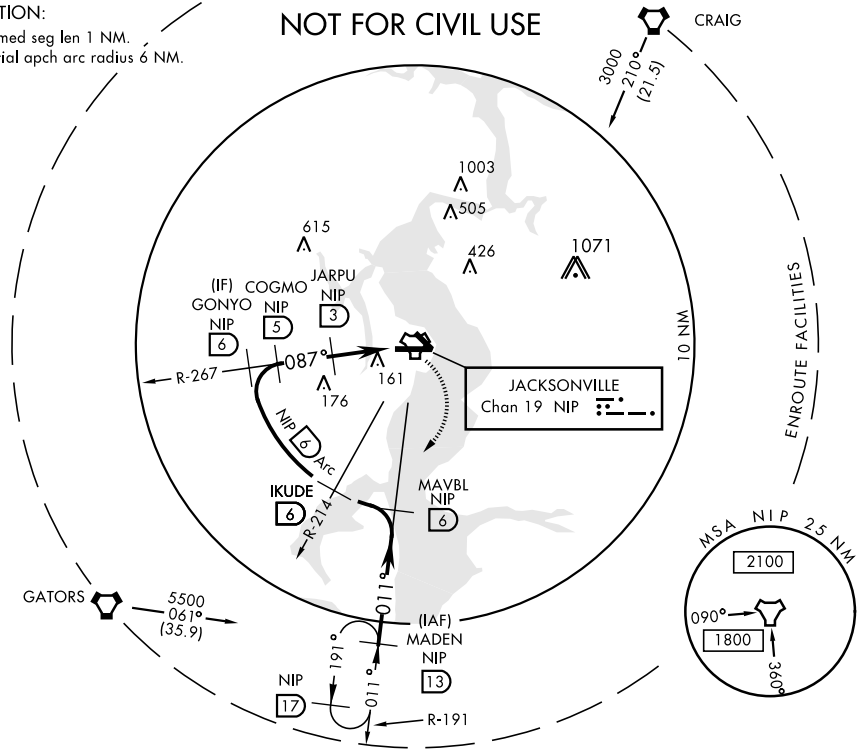 NOT FOR CIVIL USE
med seg len 1 NM.
apch arc radius 6 NM.
CRAIG
3000
210°
(21.5)
1003
505
615
426
1071
(IF)
GONYO
NIP
6
COGMO
NIP
5
JARPU
NIP
3
087°
R-267
161
176
10 NM
ENROUTE FACILITIES
JACKSONVILLE
Chan 19 NIP
NIP 6 Arc
IKUDE
6
R-214
MAVBL
NIP
6
GATORS
5500
061°
(35.9)
011°
(IAF)
MADEN
NIP
13
191°
011°
NIP
17
R-191
MSA NIP 25 NM
2100
090°
1800
360°